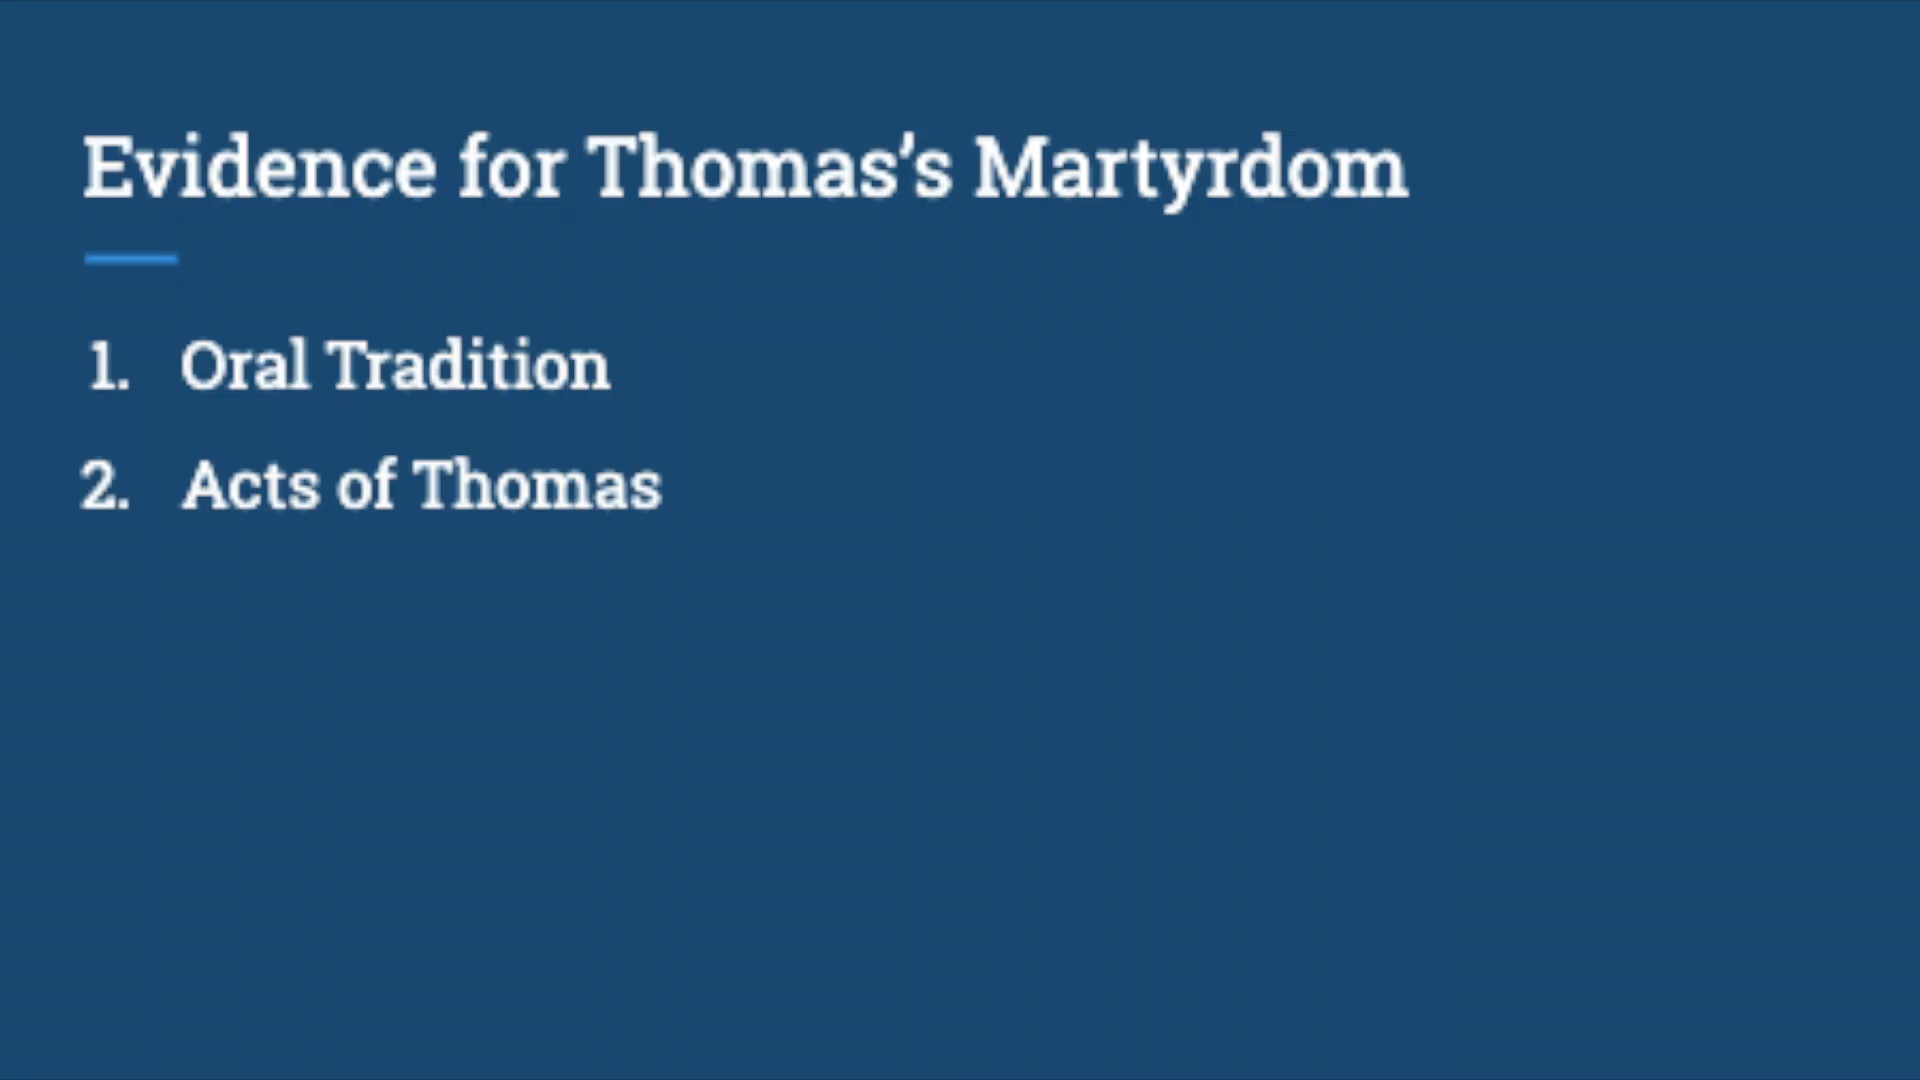 Evidence for Thomas’s Martyrdom
1. Oral Tradition
2. Acts of Thomas